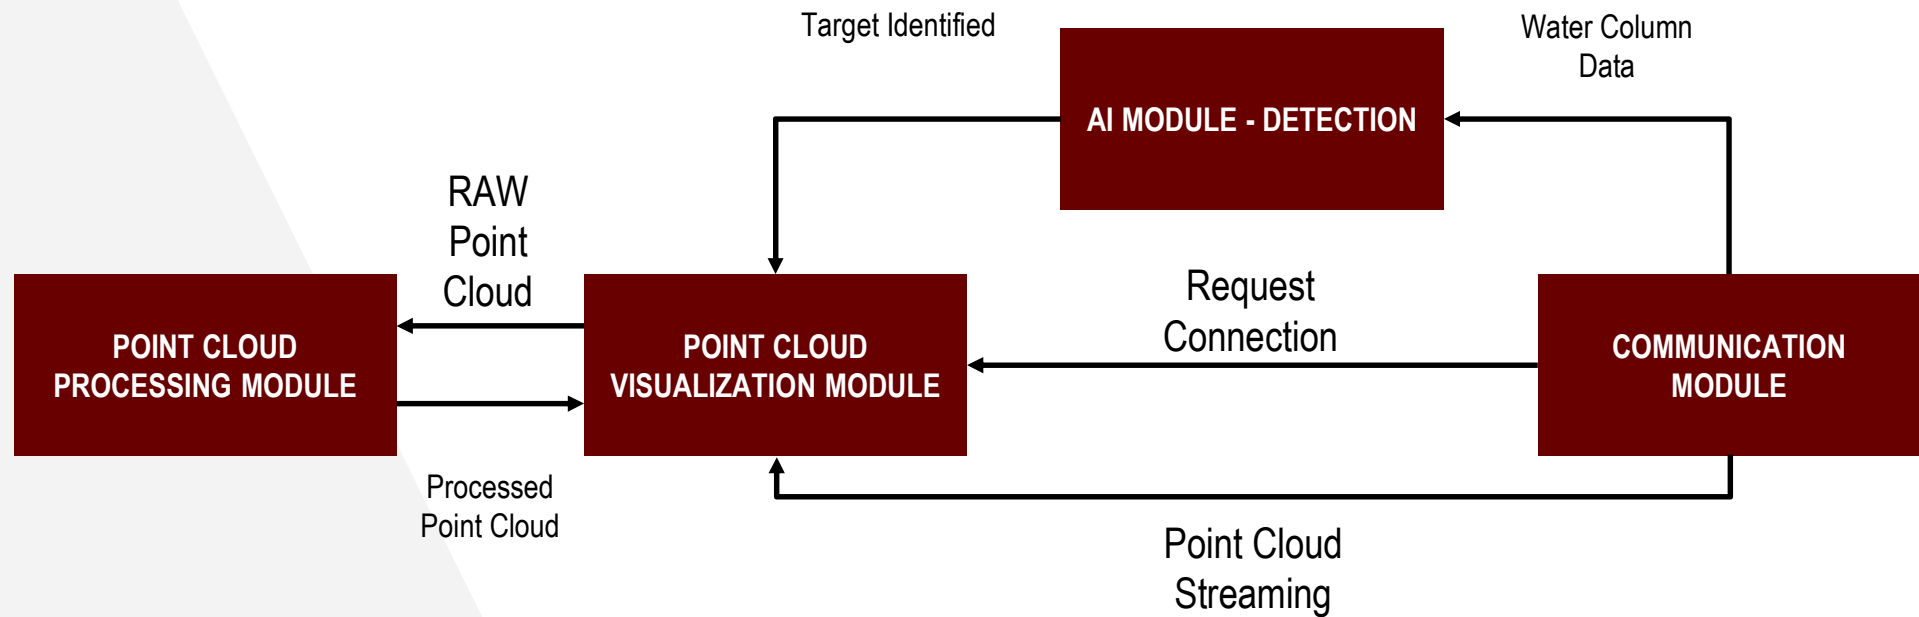 Target Identified
Water Column
Data
AI MODULE - DETECTION
RAW
Point
Cloud
Request
Connection
POINT CLOUD
PROCESSING MODULE
POINT CLOUD
VISUALIZATION MODULE
COMMUNICATION
MODULE
Processed
Point Cloud
Point Cloud
Streaming